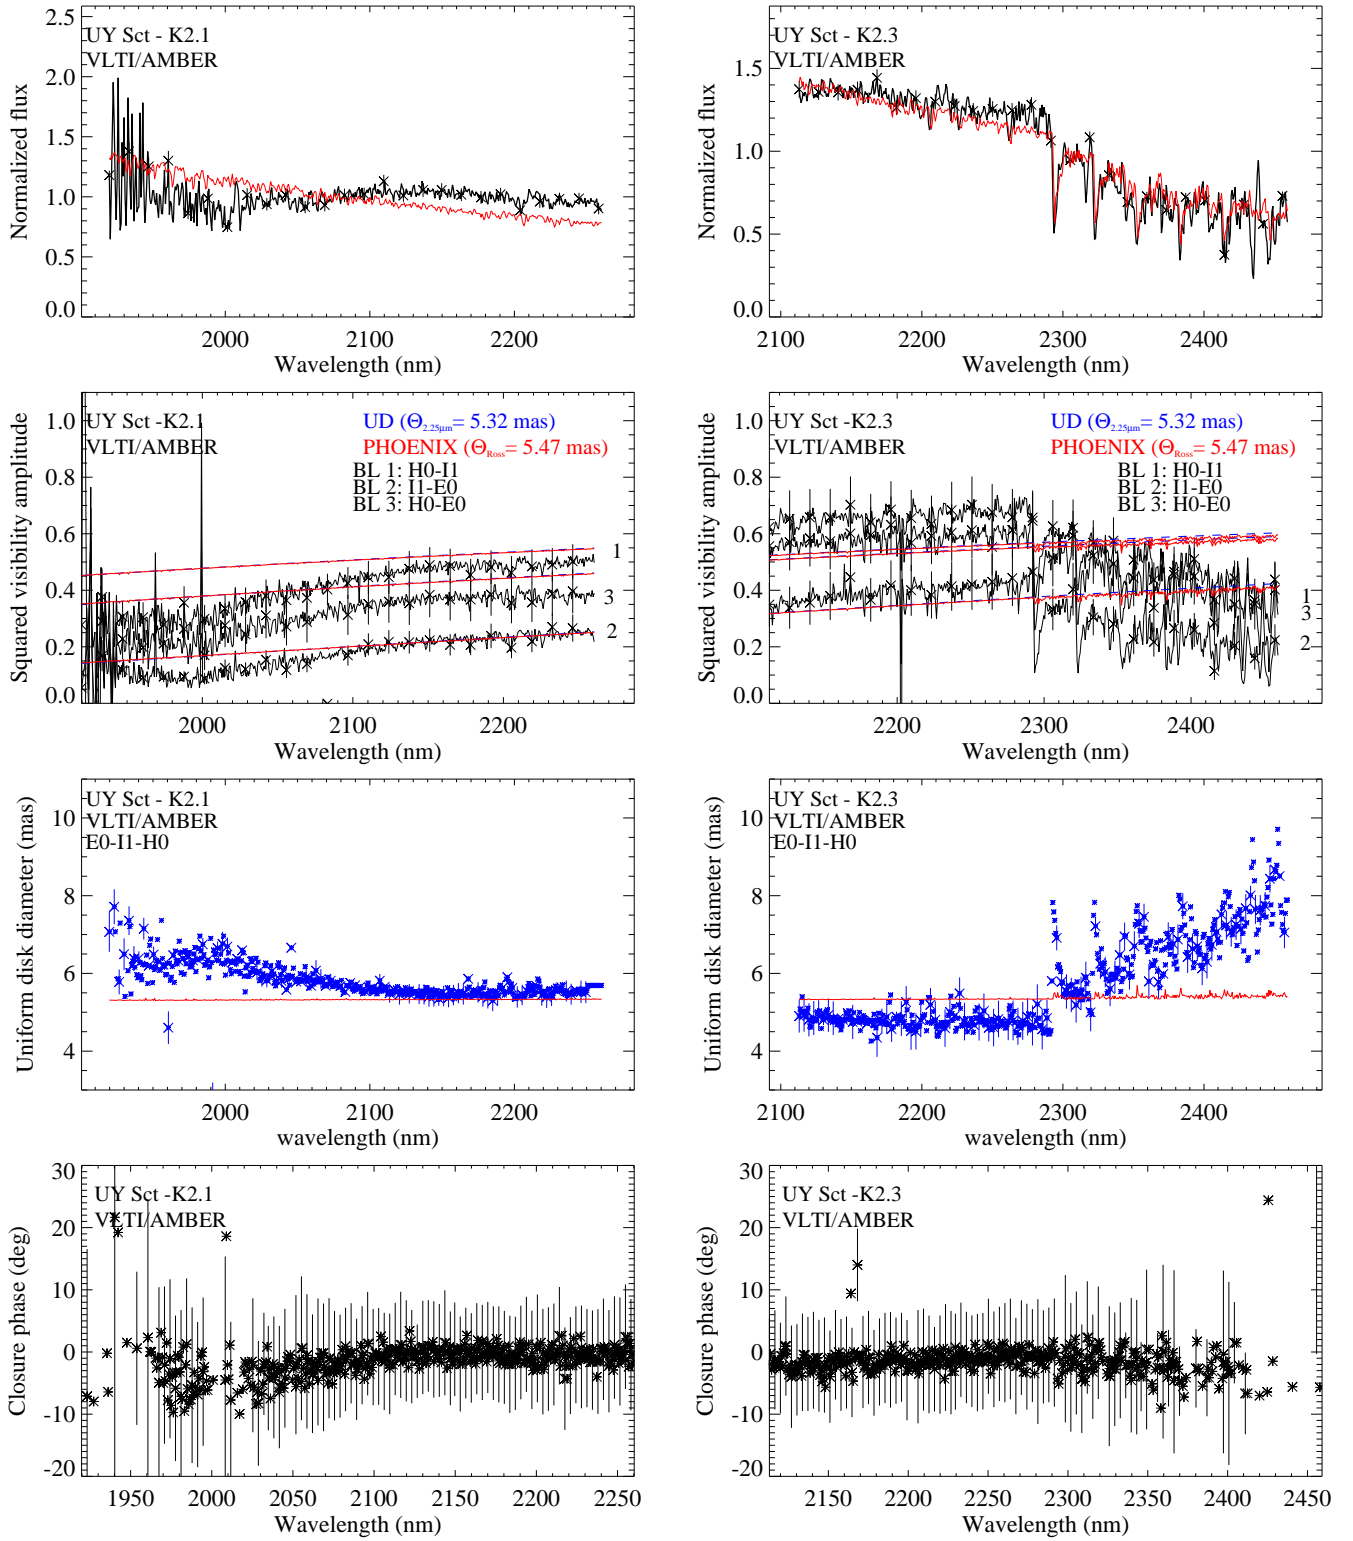 UY Sct - K2.1
VLTI/AMBER
Normalized flux
2.5
2.0
1.5
1.0
0.5
0.0
2000
2100
2200
Wavelength (nm)
UY Sct - K2.3
VLTI/AMBER
Normalized flux
1.5
1.0
0.5
0.0
2100
2200
2300
2400
Wavelength (nm)
UY Sct -K2.1
VLTI/AMBER
UD (Θ2.25μm= 5.32 mas)
PHOENIX (ΘRoss= 5.47 mas)
BL 1: H0-I1
BL 2: I1-E0
BL 3: H0-E0
1
3
2
Squared visibility amplitude
1.0
0.8
0.6
0.4
0.2
0.0
2000
2100
2200
Wavelength (nm)
UY Sct -K2.3
VLTI/AMBER
UD (Θ2.25μm= 5.32 mas)
PHOENIX (ΘRoss= 5.47 mas)
BL 1: H0-I1
BL 2: I1-E0
BL 3: H0-E0
1
3
2
Squared visibility amplitude
1.0
0.8
0.6
0.4
0.2
0.0
2200
2300
2400
Wavelength (nm)
UY Sct - K2.1
VLTI/AMBER
E0-I1-H0
Uniform disk diameter (mas)
10
8
6
4
2000
2100
2200
wavelength (nm)
UY Sct - K2.3
VLTI/AMBER
E0-I1-H0
Uniform disk diameter (mas)
10
8
6
4
2100
2200
2300
2400
wavelength (nm)
UY Sct -K2.1
VLTI/AMBER
Closure phase (deg)
30
20
10
0
-10
-20
1950
2000
2050
2100
2150
2200
2250
Wavelength (nm)
UY Sct -K2.3
VLTI/AMBER
Closure phase (deg)
30
20
10
0
-10
-20
2150
2200
2250
2300
2350
2400
2450
Wavelength (nm)